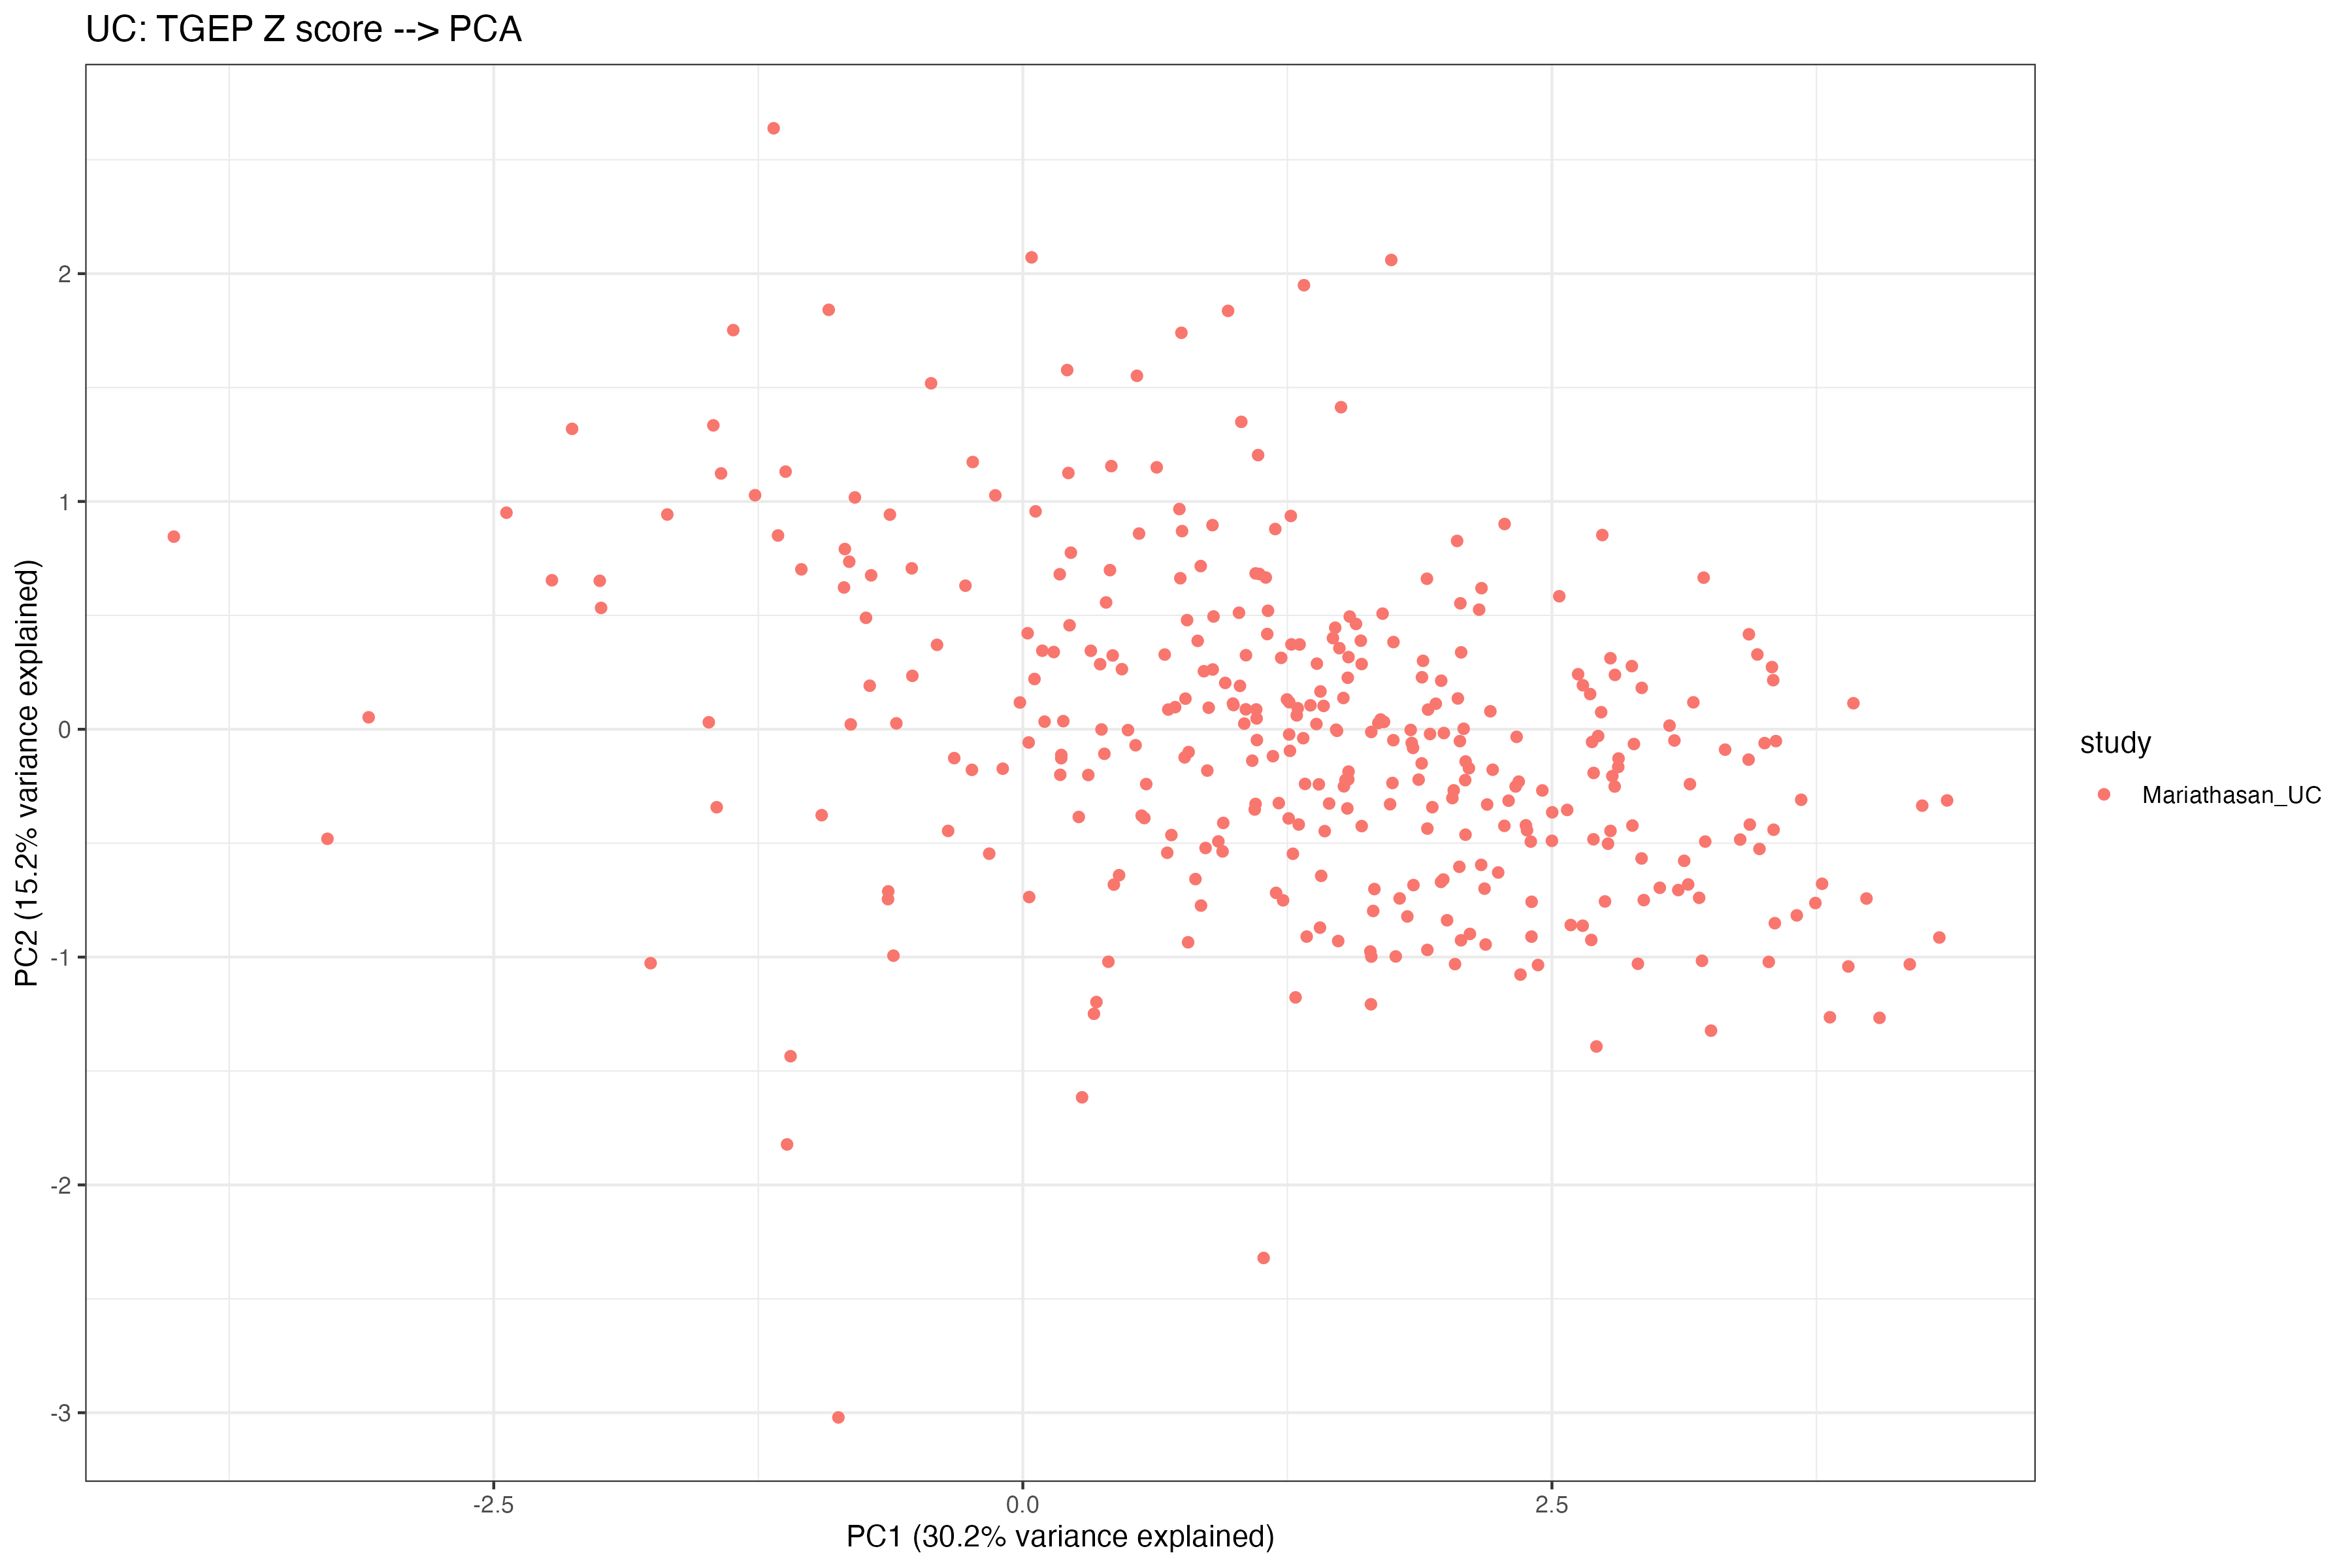 UC: TGEP Z score --> PCA
PC2 (15.2% variance explained)
2
1
0
-1
-2
-3
-2.5
0.0
2.5
PC1 (30.2% variance explained)
study
Mariathasan_UC